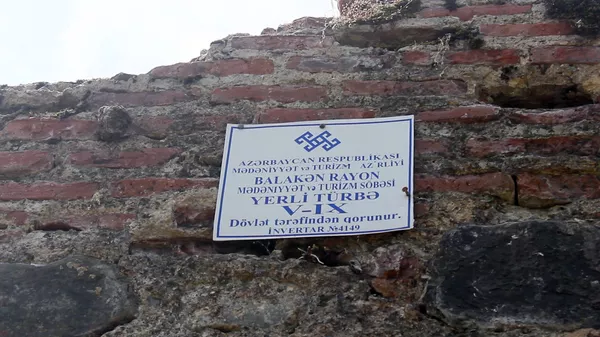 AZƏRBAYCAN RESPUBLİKASI
MƏDƏNİYYƏT və TURİZM NAZİRLİYİ
BALAKƏN RAYON
MƏDƏNİYYƏT və TURİZM ŞÖBƏSİ
YERLİ TÜRBƏ
V-IX
Dövlət tərəfindən qorunur.
İNVERTAR №4149